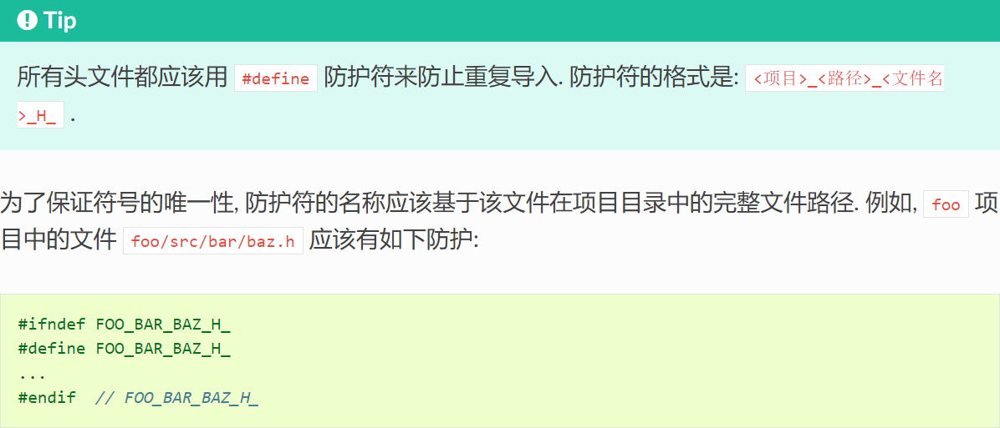 Tip
所有头文件都应该用 #define 防护符来防止重复导入. 防护符的格式是: <项目>_<路径>_<文件名
>_H_ .
为了保证符号的唯一性, 防护符的名称应该基于该文件在项目目录中的完整文件路径. 例如, foo 项
目中的文件 foo/src/bar/baz.h 应该有如下防护:
#ifndef FOO_BAR_BAZ_H_
#define FOO_BAR_BAZ_H_
...
#endif  // FOO_BAR_BAZ_H_